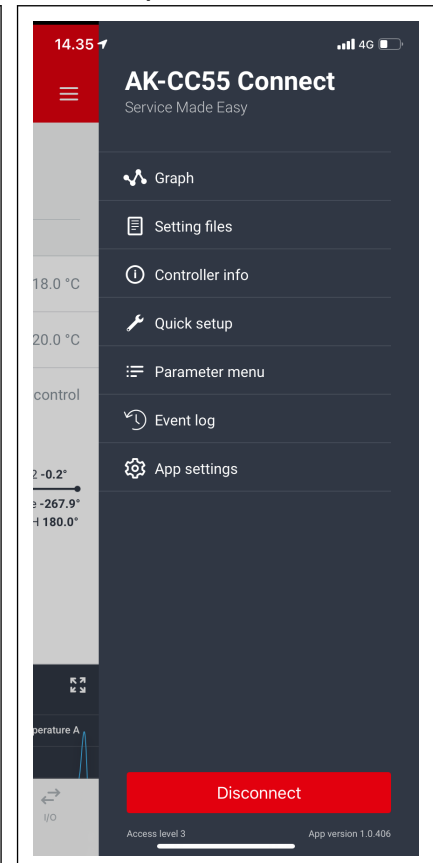 14.35
4G
AK-CC55 Connect
Service Made Easy
Graph
Setting files
Controller info
Quick setup
Parameter menu
Event log
App settings
18.0 °C
20.0 °C
control
2 -0.2°
e -267.9°
H 180.0°
perature A
I/O
Disconnect
Access level 3
App version 1.0.406